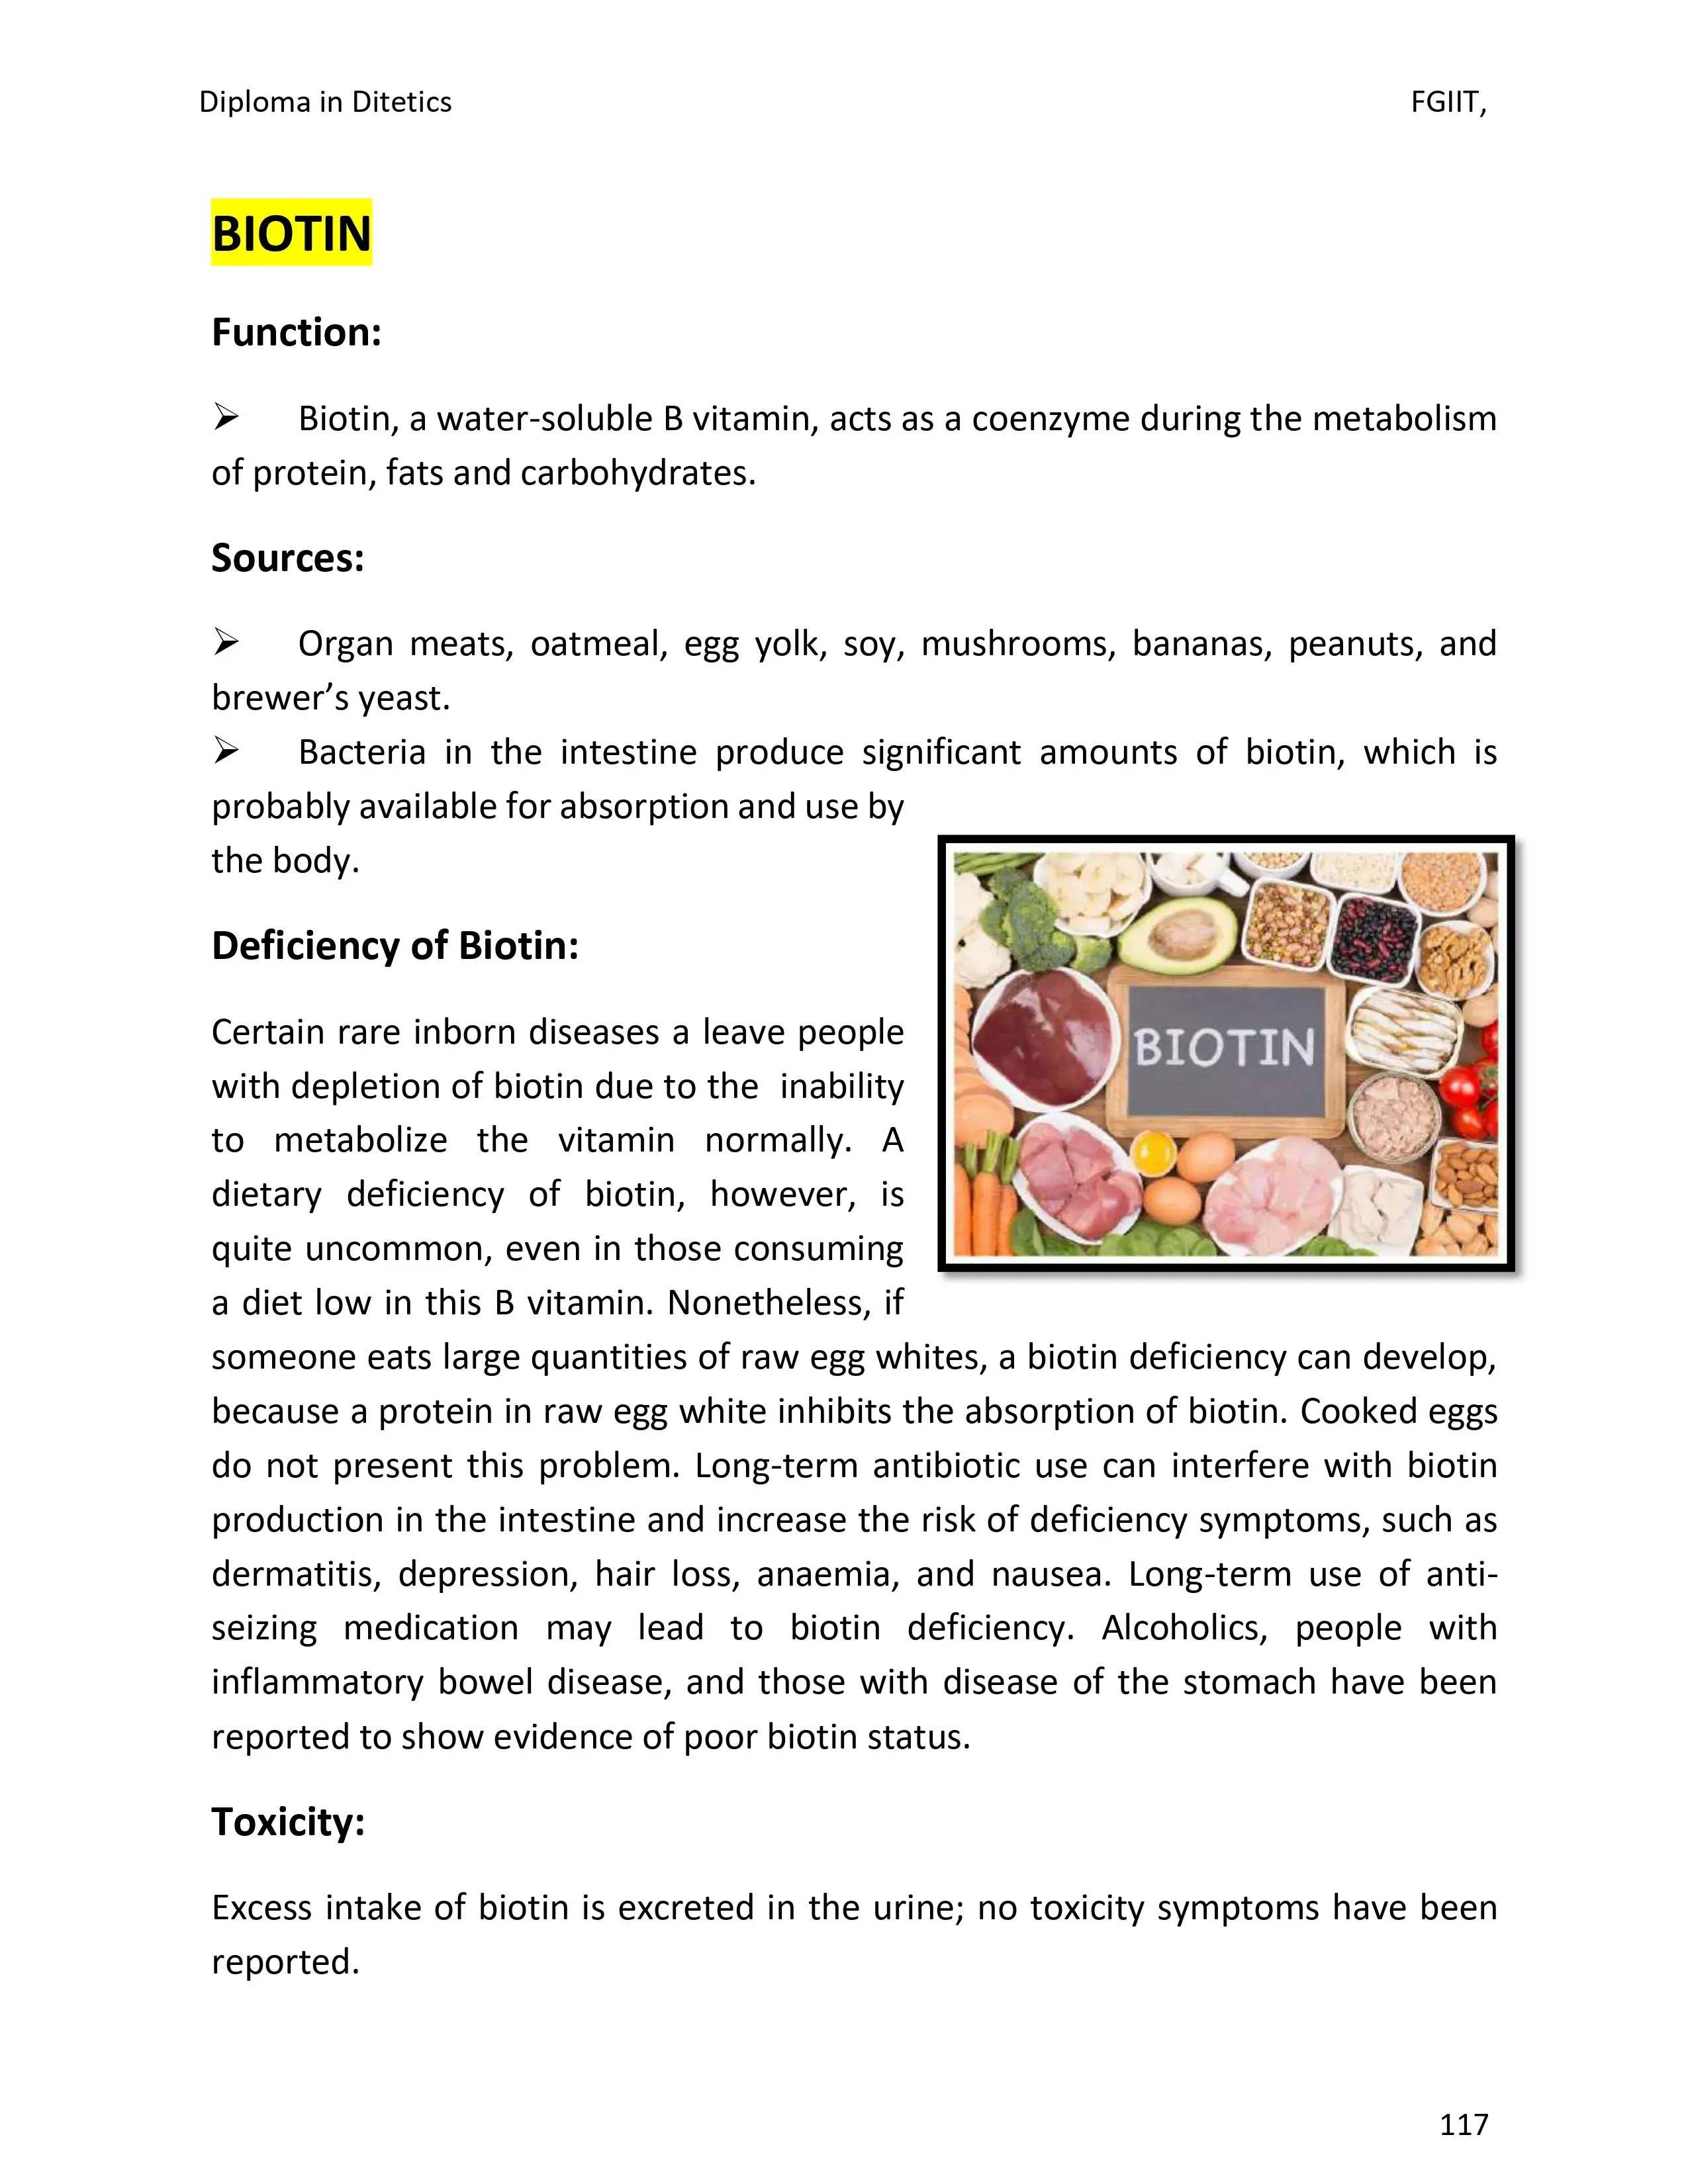 Diploma in Ditetics FGIIT,
BIOTIN
Function:
➢ Biotin, a water-soluble B vitamin, acts as a coenzyme during the metabolism
of protein, fats and carbohydrates.
Sources:
➢ Organ meats, oatmeal, egg yolk, soy, mushrooms, bananas, peanuts, and
brewer’s yeast.
➢ Bacteria in the intestine produce significant amounts of biotin, which is
probably available for absorption and use by
the body.
Deficiency of Biotin:
Certain rare inborn diseases a leave people
with depletion of biotin due to the  inability
to metabolize the vitamin normally. A
dietary deficiency of biotin, however, is
quite uncommon, even in those consuming
a diet low in this B vitamin. Nonetheless, if
BIOTIN
someone eats large quantities of raw egg whites, a biotin deficiency can develop,
because a protein in raw egg white inhibits the absorption of biotin. Cooked eggs
do not present this problem. Long-term antibiotic use can interfere with biotin
production in the intestine and increase the risk of deficiency symptoms, such as
dermatitis, depression, hair loss, anaemia, and nausea. Long-term use of anti-
seizing medication may lead to biotin deficiency. Alcoholics, people with
inflammatory bowel disease, and those with disease of the stomach have been
reported to show evidence of poor biotin status.
Toxicity:
Excess intake of biotin is excreted in the urine; no toxicity symptoms have been
reported.
117